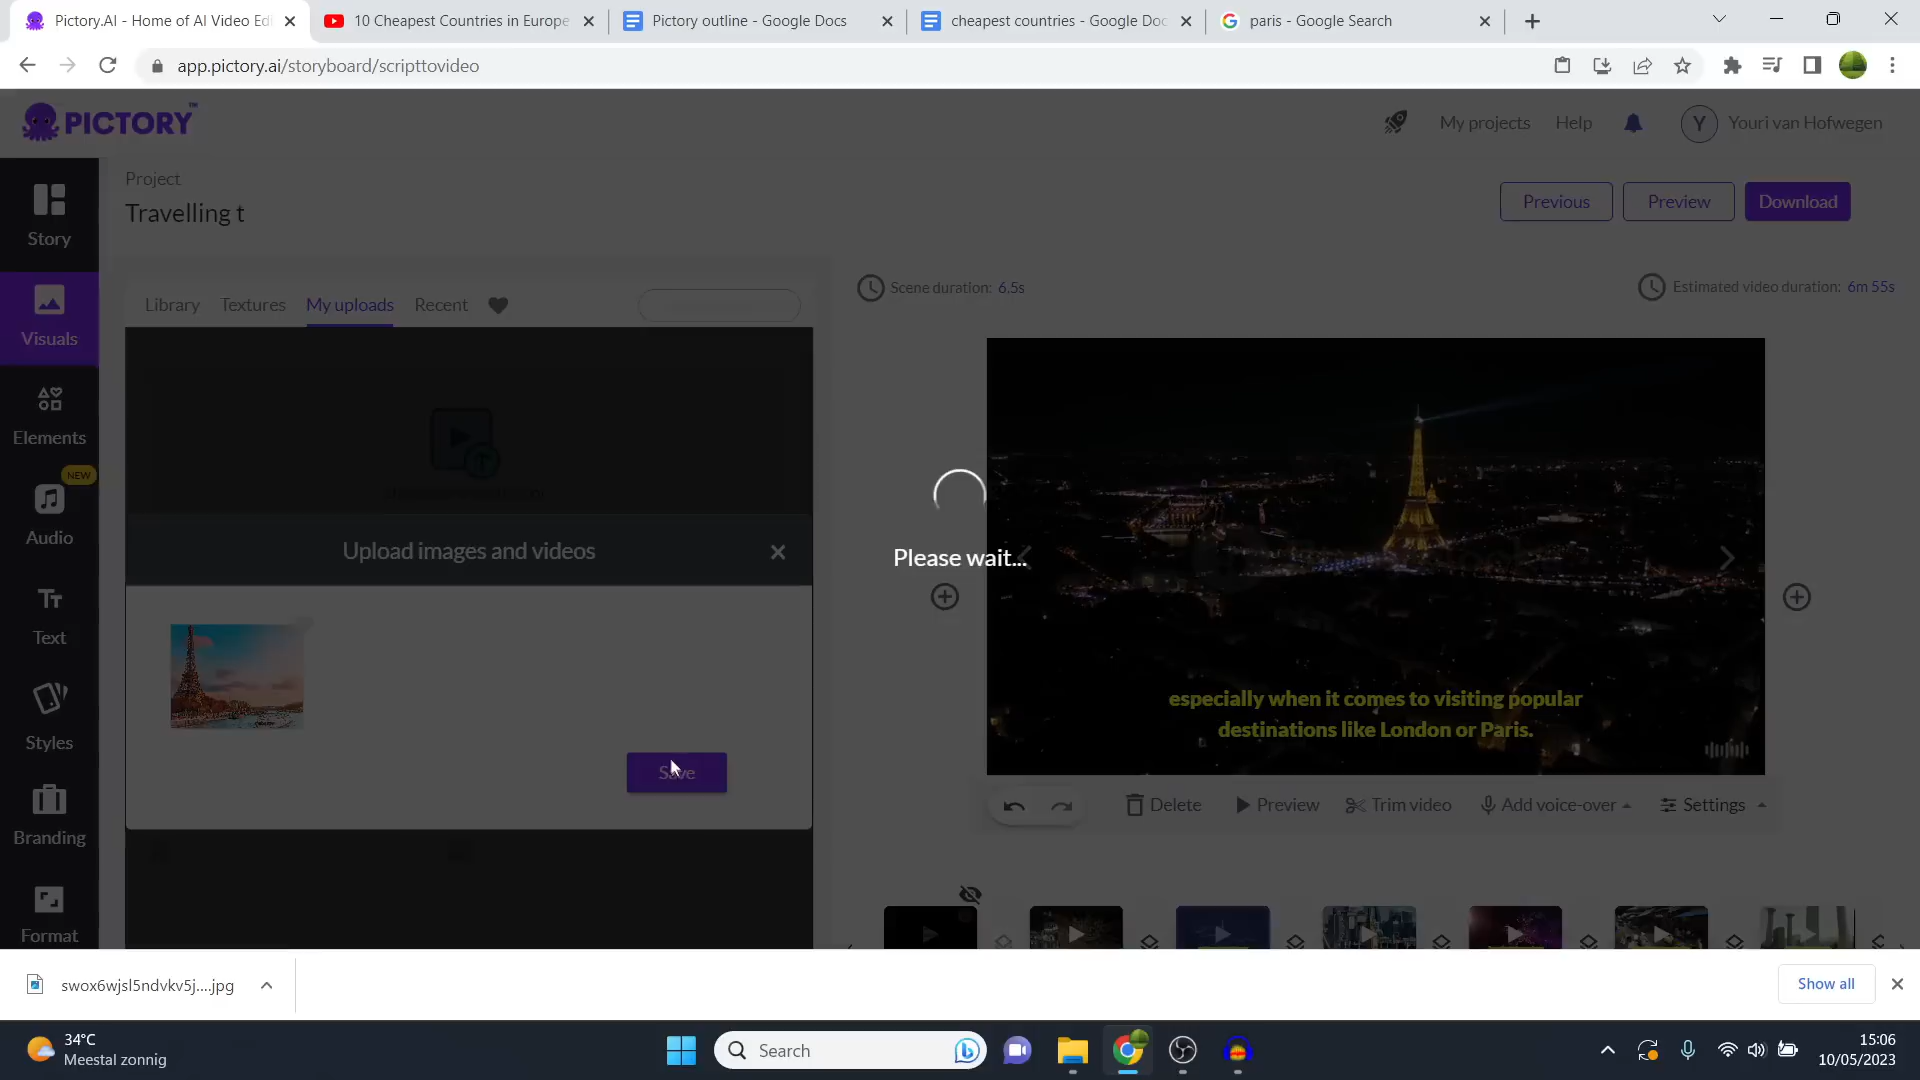 Pictory.AI - Home of AI Video Edi
10 Cheapest Countries in Europe
Pictory outline - Google Docs
cheapest countries - Google Doc
paris - Google Search
app.pictory.ai/storyboard/scripttovideo
PICTORY™
My projects
Help
Y
Youri van Hofwegen
Project
Travelling t
Previous
Preview
Download
Story
Visuals
Elements
NEW
Audio
Text
Styles
Branding
Format
Library
Textures
My uploads
Recent
Scene duration: 6.5s
Estimated video duration: 6m 55s
Upload images and videos
Save
Please wait...
especially when it comes to visiting popular
destinations like London or Paris.
Delete
Preview
Trim video
Add voice-over
Settings
swox6wjsl5ndvkv5j....jpg
Show all
34°C
Meestal zonnig
Search
15:06
10/05/2023